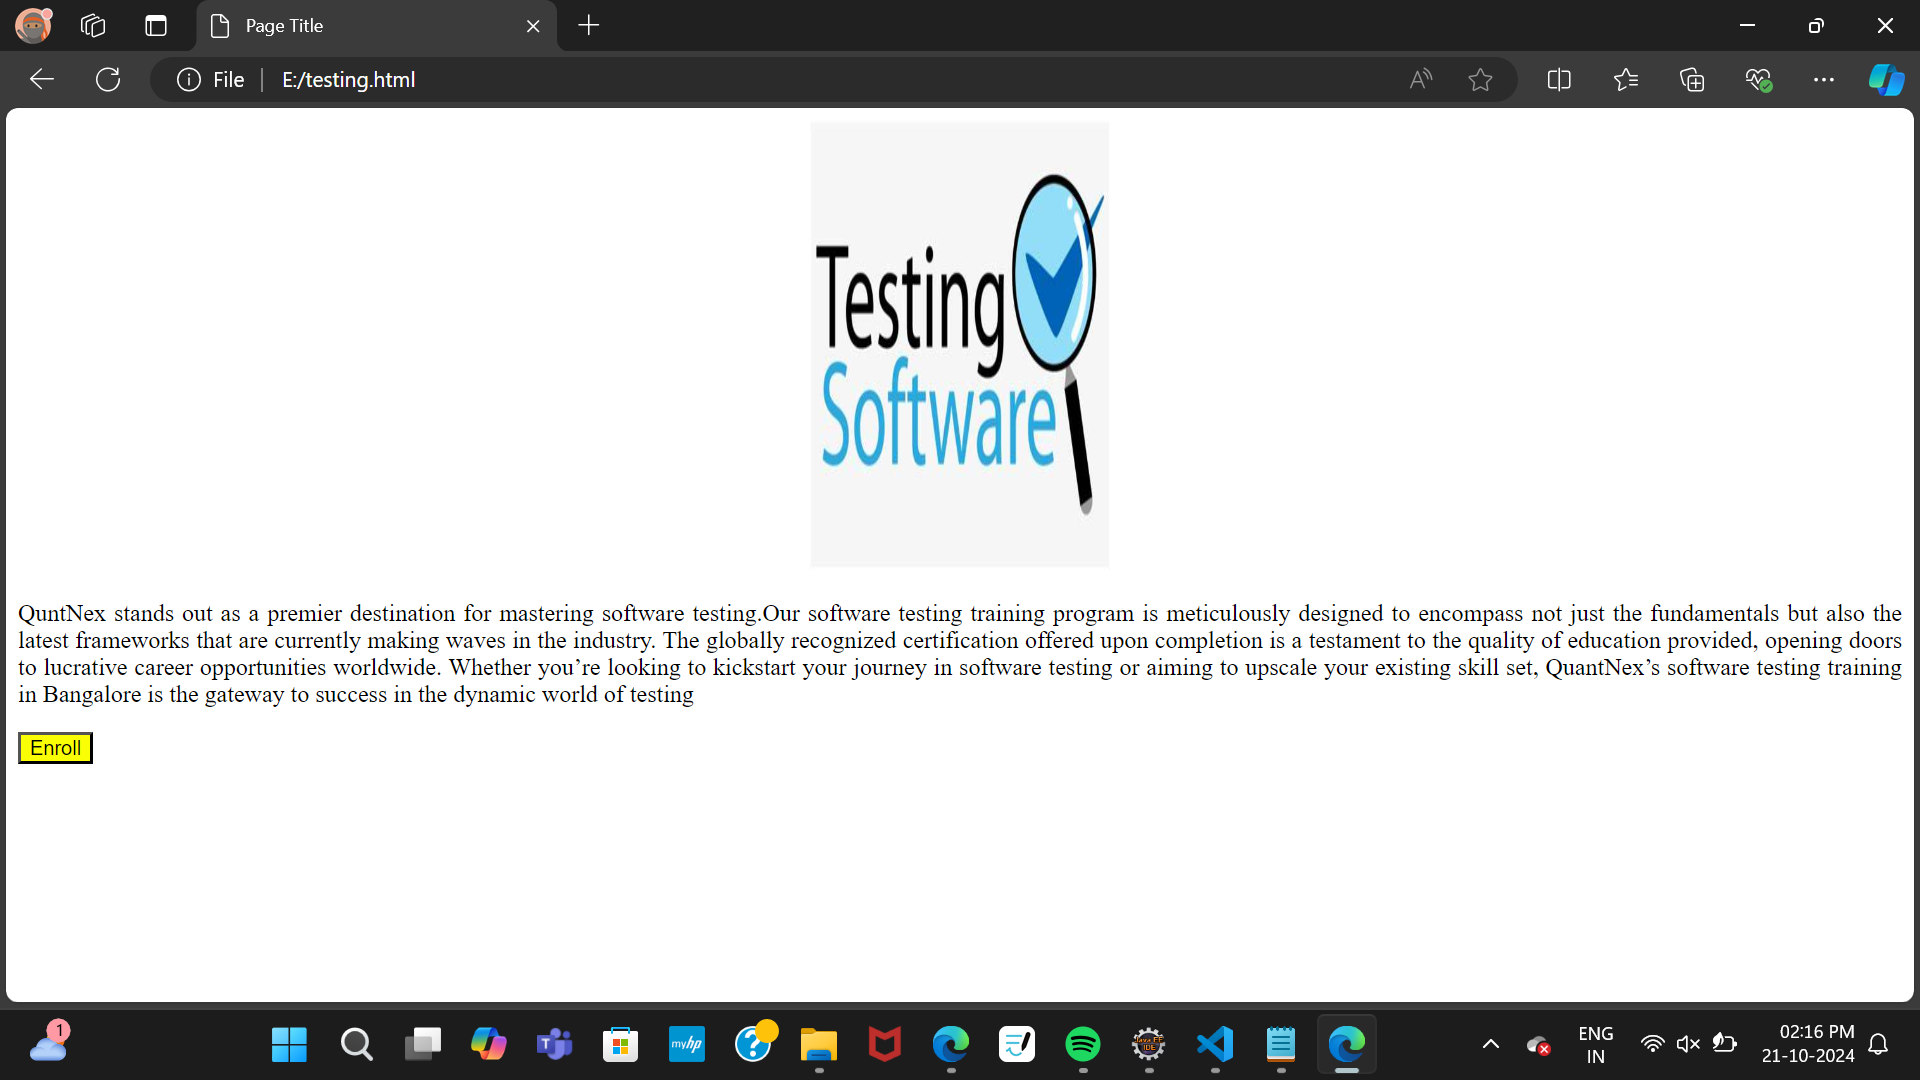 Page Title
File
E:/testing.html
Testing
Software
QuntNex stands out as a premier destination for mastering software testing.Our software testing training program is meticulously designed to encompass not just the fundamentals but also the
latest frameworks that are currently making waves in the industry. The globally recognized certification offered upon completion is a testament to the quality of education provided, opening doors
to lucrative career opportunities worldwide. Whether you’re looking to kickstart your journey in software testing or aiming to upscale your existing skill set, QuantNex’s software testing training
in Bangalore is the gateway to success in the dynamic world of testing
Enroll
1
myhp
Java EE
IDE
ENG
IN
02:16 PM
21-10-2024